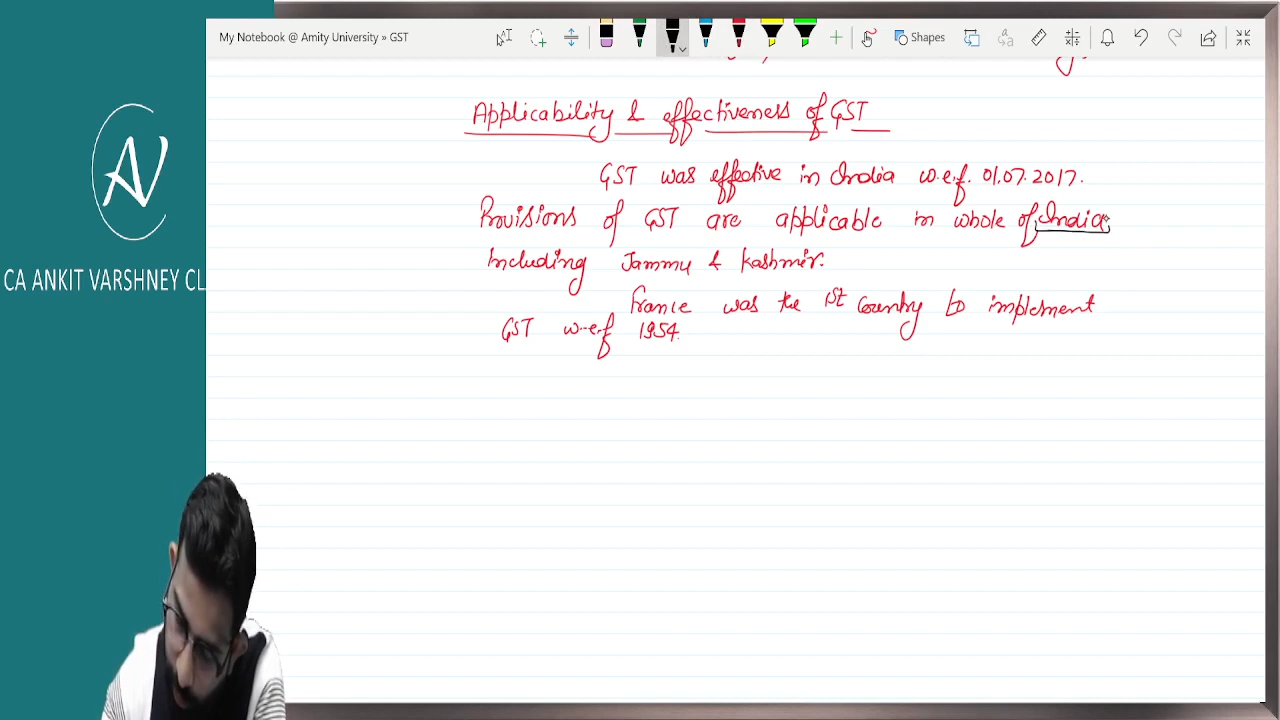 My Notebook @ Amity University » GST
Shapes
Applicability & effectiveness of GST
GST was effective in India w.e.f. 01.07.2017.
Provisions of GST are applicable in whole of India
including Jammu & Kashmir.
France was the 1st Country to implement
GST w.e.f 1954.
AV
CA ANKIT VARSHNEY CL